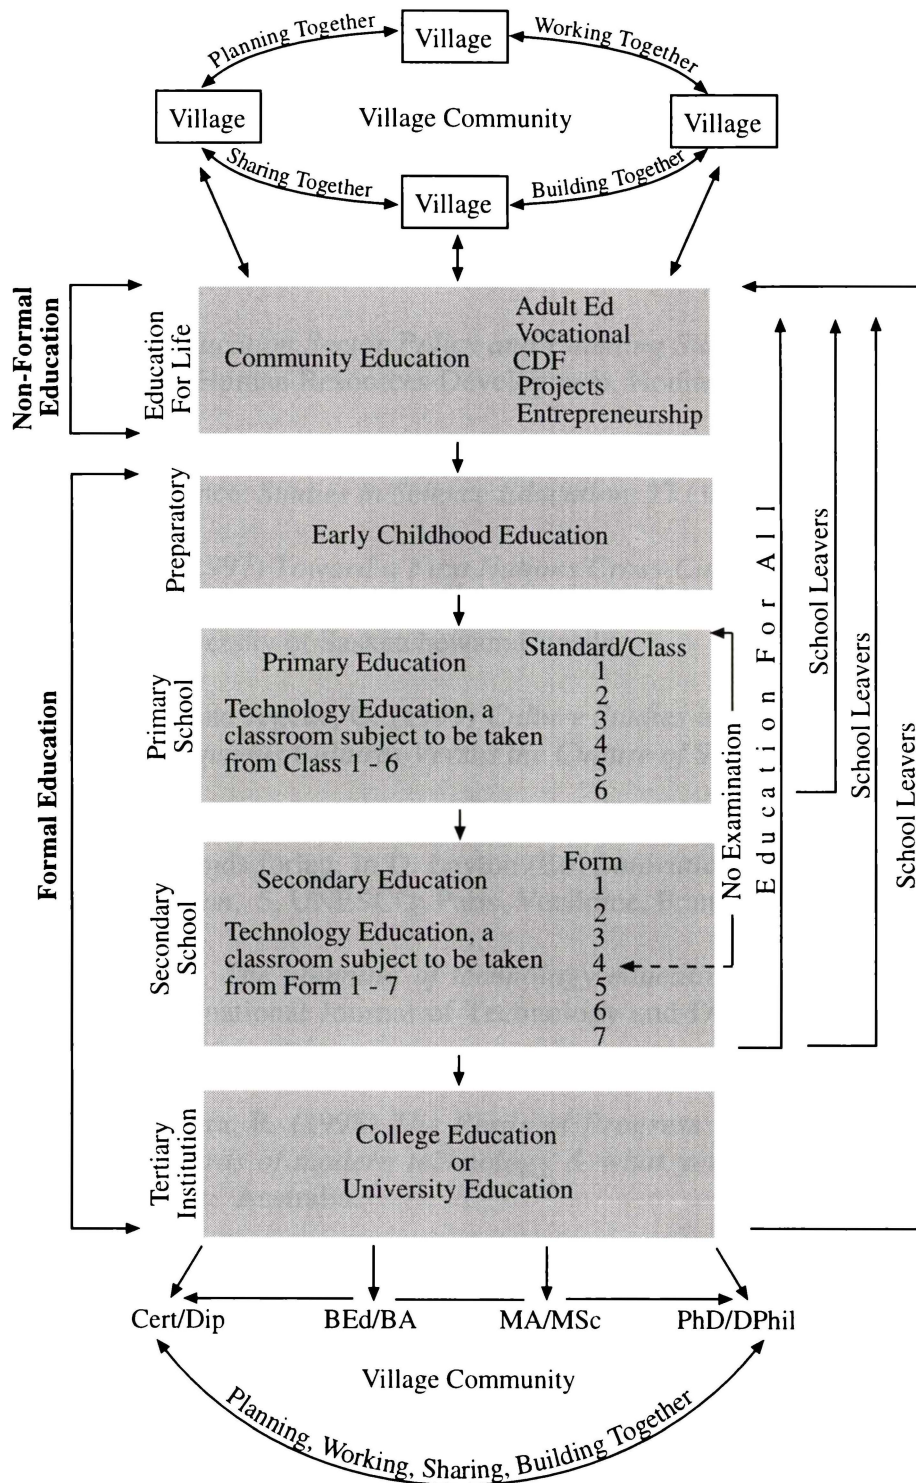 Planning Together
Village
Working Together
Village
Village Community
Village
Sharing Together
Village
Building Together
Non-Formal
Education
Education
For Life
Community Education
Adult Ed
Vocational
CDF
Projects
Entrepreneurship
Formal Education
Preparatory
Early Childhood Education
Primary
School
Primary Education
Standard/Class
1
2
3
4
5
6
Technology Education, a
classroom subject to be taken
from Class 1 - 6
Secondary
School
Secondary Education
Form
1
2
3
4
5
6
7
Technology Education, a
classroom subject to be taken
from Form 1 - 7
No Examination
Education For All
School Leavers
School Leavers
School Leavers
Tertiary
Institution
College Education
or
University Education
Cert/Dip
BEd/BA
MA/MSc
PhD/DPhil
Village Community
Planning, Working, Sharing, Building Together